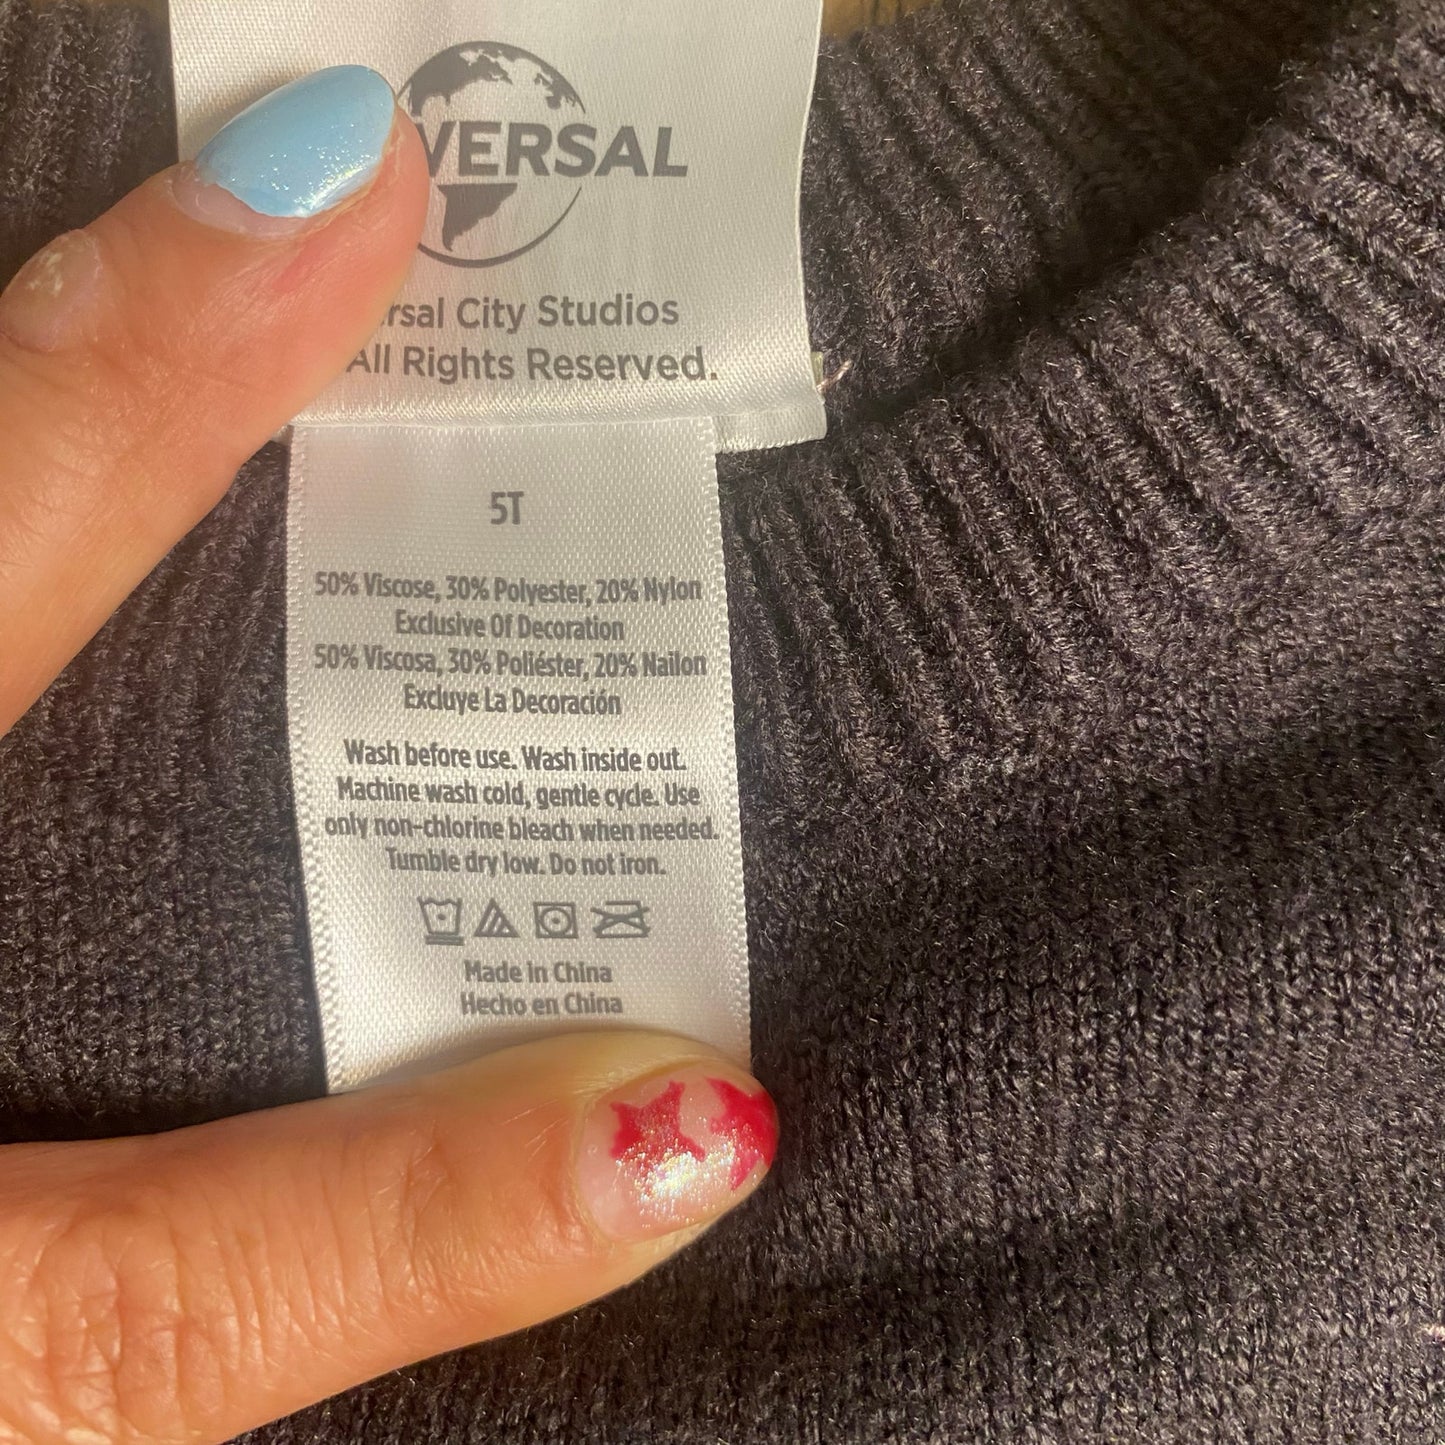 VERSAL
rsal City Studios
All Rights Reserved.
5T
50% Viscose, 30% Polyester, 20% Nylon
Exclusive Of Decoration
50% Viscosa, 30% Poliéster, 20% Nailon
Excluye La Decoración
Wash before use. Wash inside out.
Machine wash cold, gentle cycle. Use
only non-chlorine bleach when needed.
Tumble dry low. Do not iron.
Made in China
Hecho en China